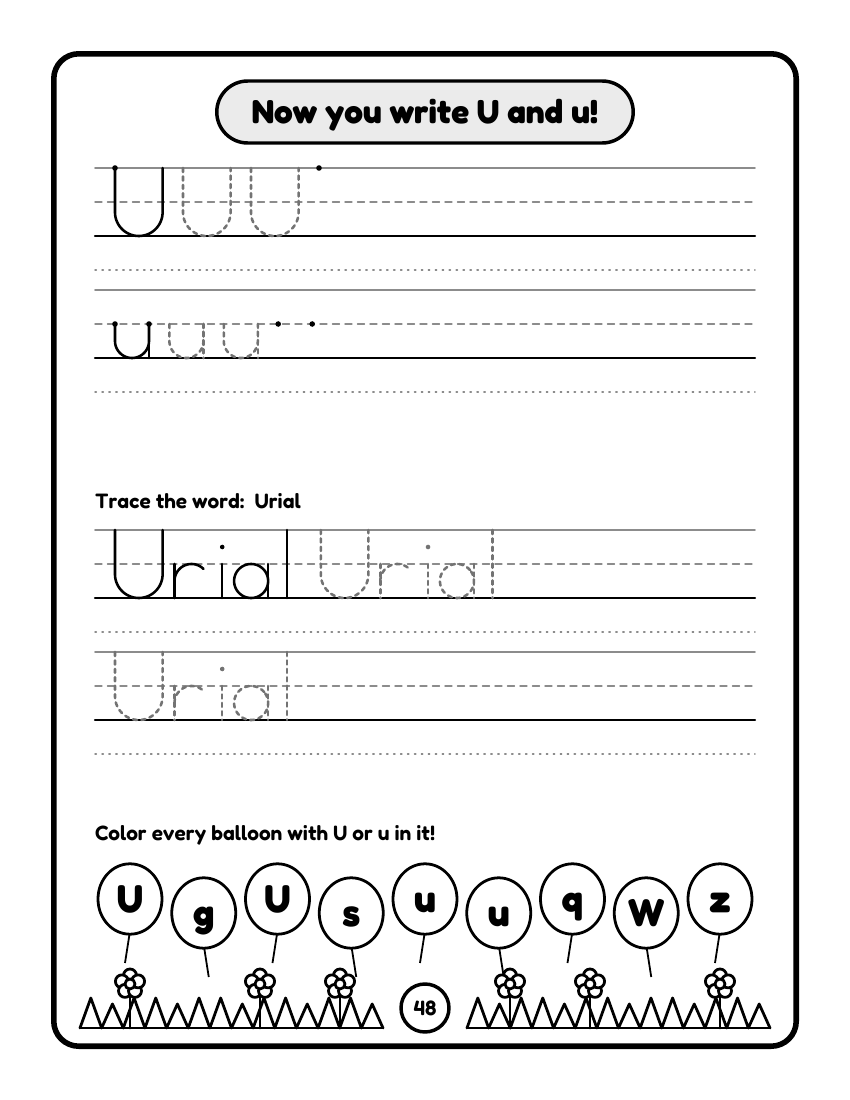 Now you write U and u!
U U U
u u u
Trace the word: Urial
Urial Urial
Urial
Color every balloon with U or u in it!
U g U s u u q W z
48